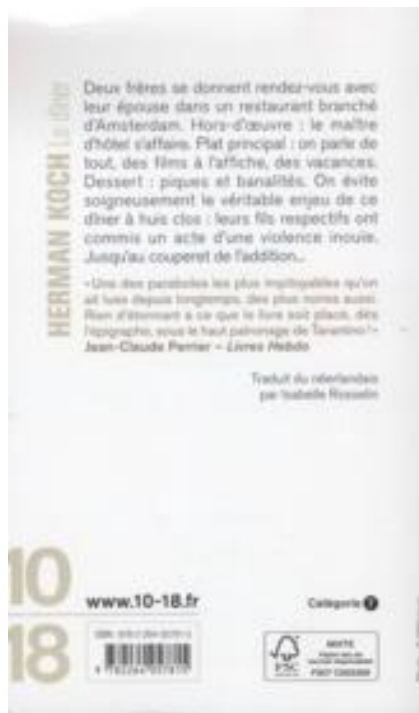 HERMAN KOCH Le dîner
Deux frères se donnent rendez-vous avec
leur épouse dans un restaurant branché
d'Amsterdam. Hors-d'œuvre : le maître
d'hôtel s'affaire. Plat principal : on parle de
tout, des films à l'affiche, des vacances.
Dessert : piques et banalités. On évite
soigneusement le véritable enjeu de ce
dîner à huis clos : leurs fils respectifs ont
commis un acte d'une violence inouïe.
Jusqu'au couperet de l'addition...
«Une des paraboles les plus impitoyables qu'on
ait lues depuis longtemps, des plus noires aussi.
Rien d'étonnant à ce que le livre soit placé, dès
l'épigraphe, sous le haut patronage de Tarantino!»
Jean-Claude Perrier – Livres Hebdo
Traduit du néerlandais
par Isabelle Rosselin
10
18
www.10-18.fr
Catégorie
ISBN
FSC
MIXTE